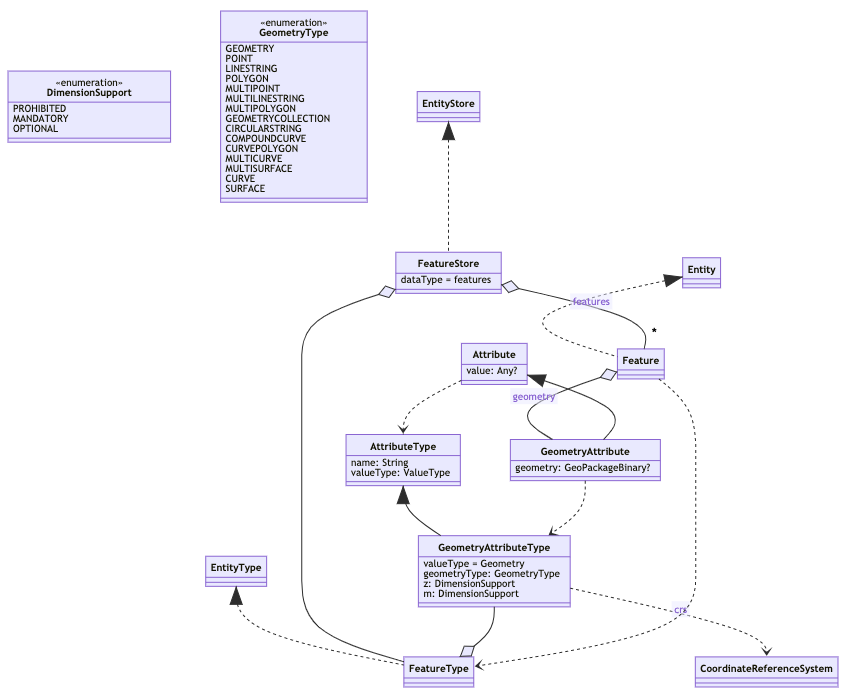 <<enumeration>>
GeometryType
GEOMETRY
POINT
LINESTRING
POLYGON
MULTIPOINT
MULTILINESTRING
MULTIPOLYGON
GEOMETRYCOLLECTION
CIRCULARSTRING
COMPOUNDCURVE
CURVEPOLYGON
MULTICURVE
MULTISURFACE
CURVE
SURFACE
<<enumeration>>
DimensionSupport
PROHIBITED
MANDATORY
OPTIONAL
EntityStore
FeatureStore
dataType = features
Entity
features
*
Feature
Attribute
value: Any?
geometry
AttributeType
name: String
valueType: ValueType
GeometryAttribute
geometry: GeoPackageBinary?
GeometryAttributeType
valueType = Geometry
geometryType: GeometryType
z: DimensionSupport
m: DimensionSupport
EntityType
crs
FeatureType
CoordinateReferenceSystem